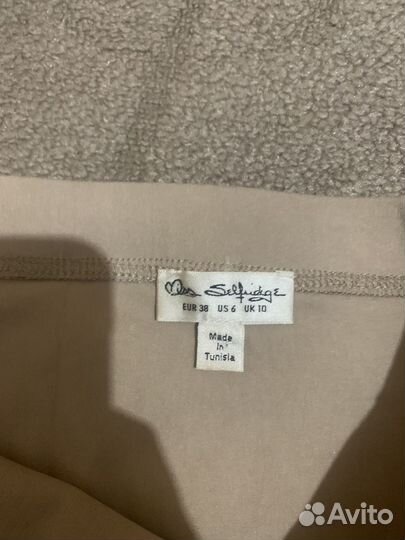 Miss Selfridge
EUR 38 US 6 UK 10
Made
in
Tunisia
Avito